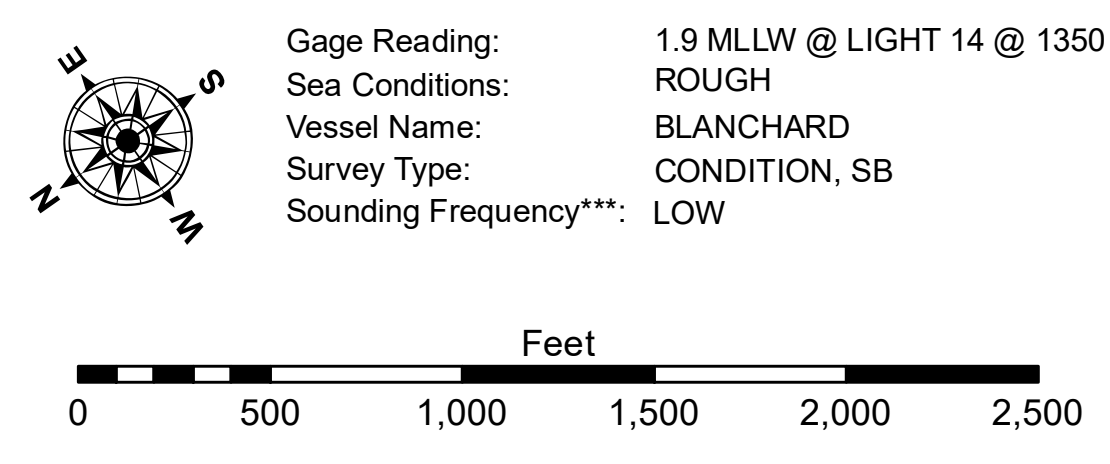 E
S
N
W
Gage Reading: 1.9 MLLW @ LIGHT 14 @ 1350
Sea Conditions: ROUGH
Vessel Name: BLANCHARD
Survey Type: CONDITION, SB
Sounding Frequency***: LOW
Feet
0 500 1,000 1,500 2,000 2,500